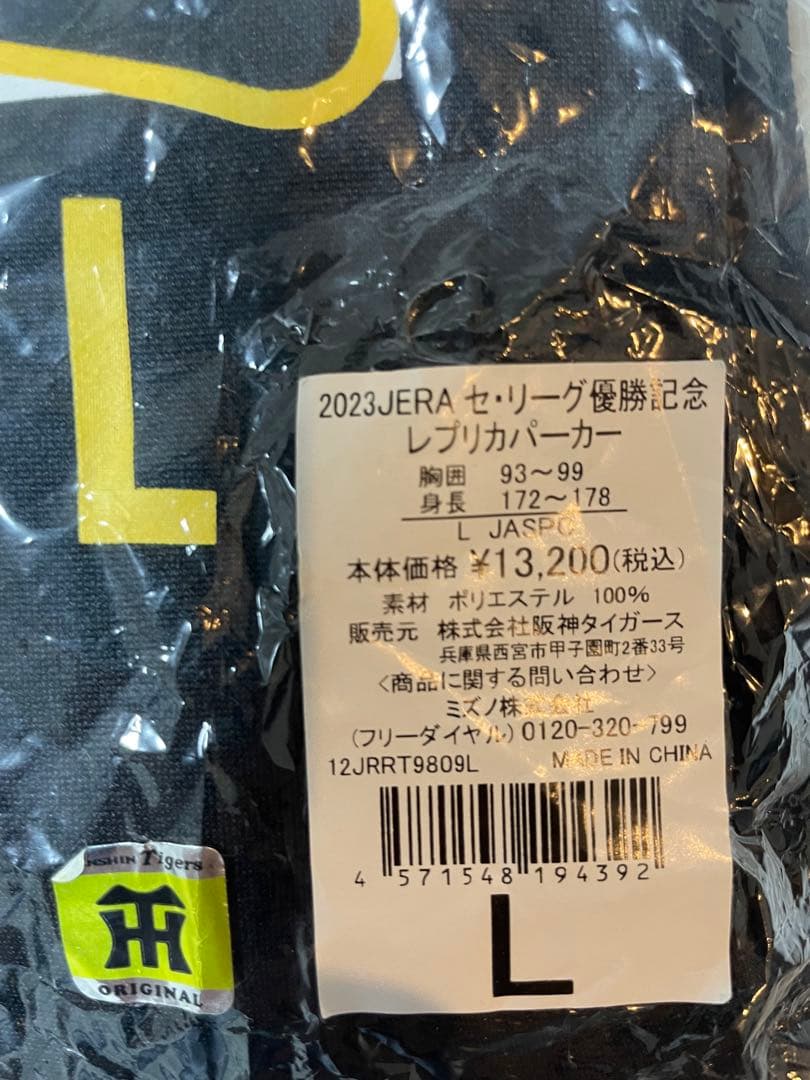 L
2023JERA セ・リーグ優勝記念
レプリカパーカー
胸囲 93～99
身長 172～178
L JASPO
本体価格 ¥13,200(税込)
素材 ポリエステル 100%
販売元 株式会社阪神タイガース
兵庫県西宮市甲子園町2番33号
〈商品に関する問い合わせ〉
ミズノ株式会社
(フリーダイヤル)0120-320-799
12JRRT9809L MADE IN CHINA
4 571548 194392
L
NSHIN Tigers
TH
ORIGINAL